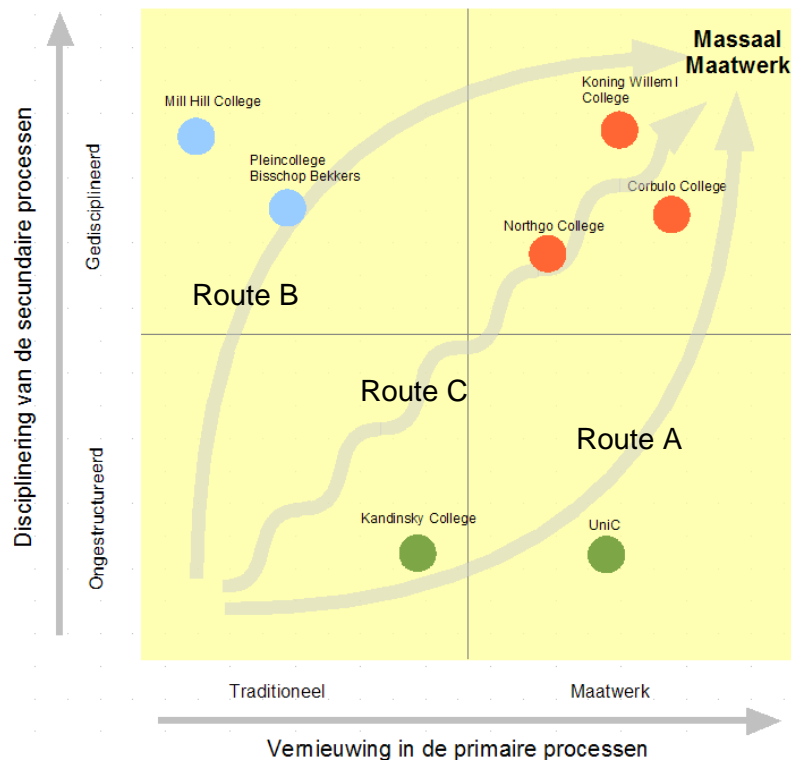 Massaal
Maatwerk
Koning Willem I
College
Mill Hill College
Pleincollege
Bisschop Bekkers
Corbulo College
Northgo College
Route B
Route C
Route A
Kandinsky College
UniC
Disciplinering van de secundaire processen
Gedisciplineerd
Ongestructureerd
Traditioneel
Maatwerk
Vernieuwing in de primaire processen